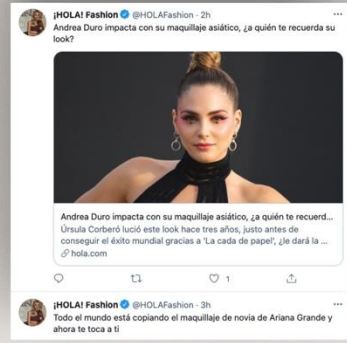 ¡HOLA! Fashion @HOLAFashion · 2h
Andrea Duro impacta con su maquillaje asiático, ¿a quién te recuerda su
look?
Andrea Duro impacta con su maquillaje asiático, ¿a quién te recuerd...
Úrsula Corberó lució este look hace tres años, justo antes de
conseguir el éxito mundial gracias a 'La cada de papel', ¿le dará la ...
hola.com
1
¡HOLA! Fashion @HOLAFashion · 3h
Todo el mundo está copiando el maquillaje de novia de Ariana Grande y
ahora te toca a ti